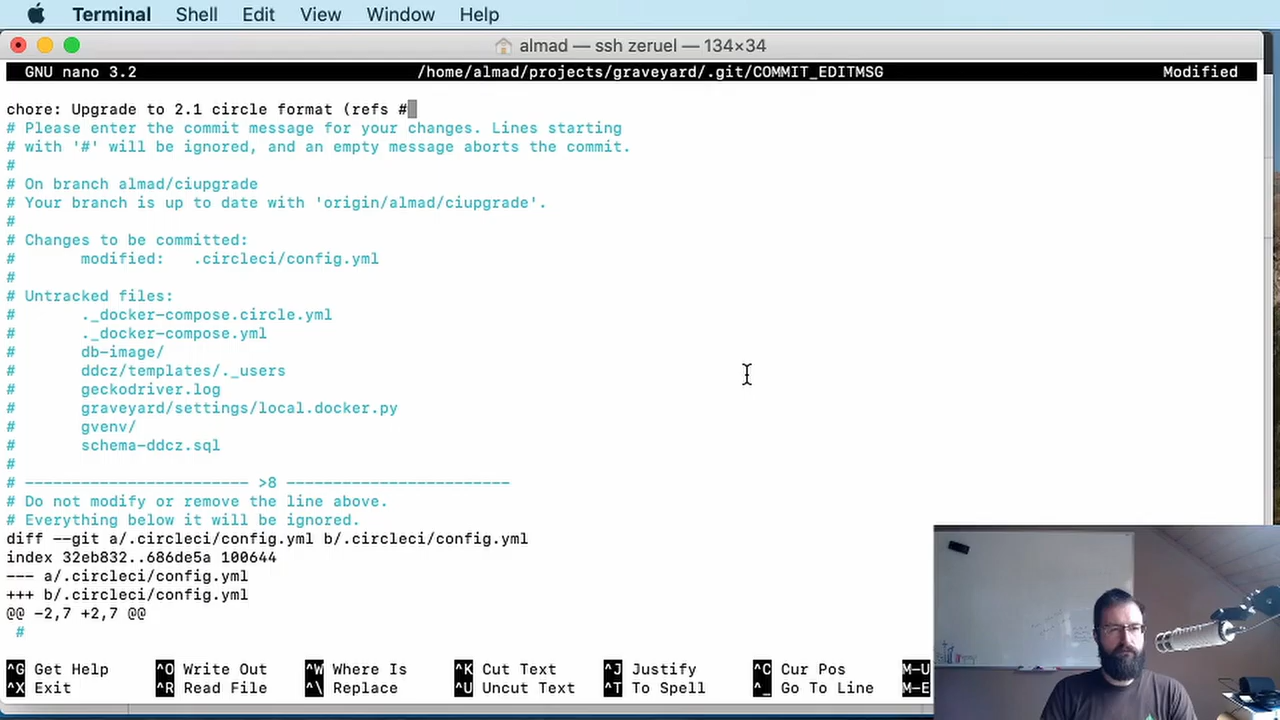 Terminal Shell Edit View Window Help
almad — ssh zeruel — 134×34
GNU nano 3.2 /home/almad/projects/graveyard/.git/COMMIT_EDITMSG Modified
chore: Upgrade to 2.1 circle format (refs #
# Please enter the commit message for your changes. Lines starting
# with '#' will be ignored, and an empty message aborts the commit.
#
# On branch almad/ciupgrade
# Your branch is up to date with 'origin/almad/ciupgrade'.
#
# Changes to be committed:
# modified: .circleci/config.yml
#
# Untracked files:
# ._docker-compose.circle.yml
# ._docker-compose.yml
# db-image/
# ddcz/templates/._users
# geckodriver.log
# graveyard/settings/local.docker.py
# gvenv/
# schema-ddcz.sql
#
# ------------------------ >8 ------------------------
# Do not modify or remove the line above.
# Everything below it will be ignored.
diff --git a/.circleci/config.yml b/.circleci/config.yml
index 32eb832..686de5a 100644
--- a/.circleci/config.yml
+++ b/.circleci/config.yml
@@ -2,7 +2,7 @@
#
^G Get Help ^O Write Out ^W Where Is ^K Cut Text ^J Justify ^C Cur Pos M-U
^X Exit ^R Read File ^\ Replace ^U Uncut Text ^T To Spell ^_ Go To Line M-E